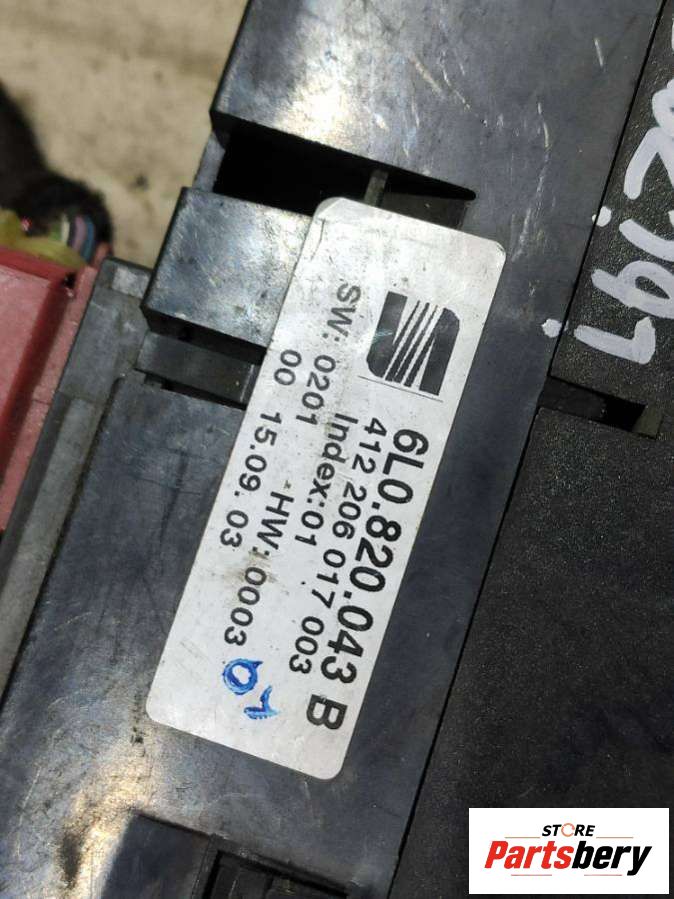 6L0.820.043 B
412 206 017 003
Index:01 -HW:0003
SW: 0201 00 15.09. 03
STORE
Partsbery